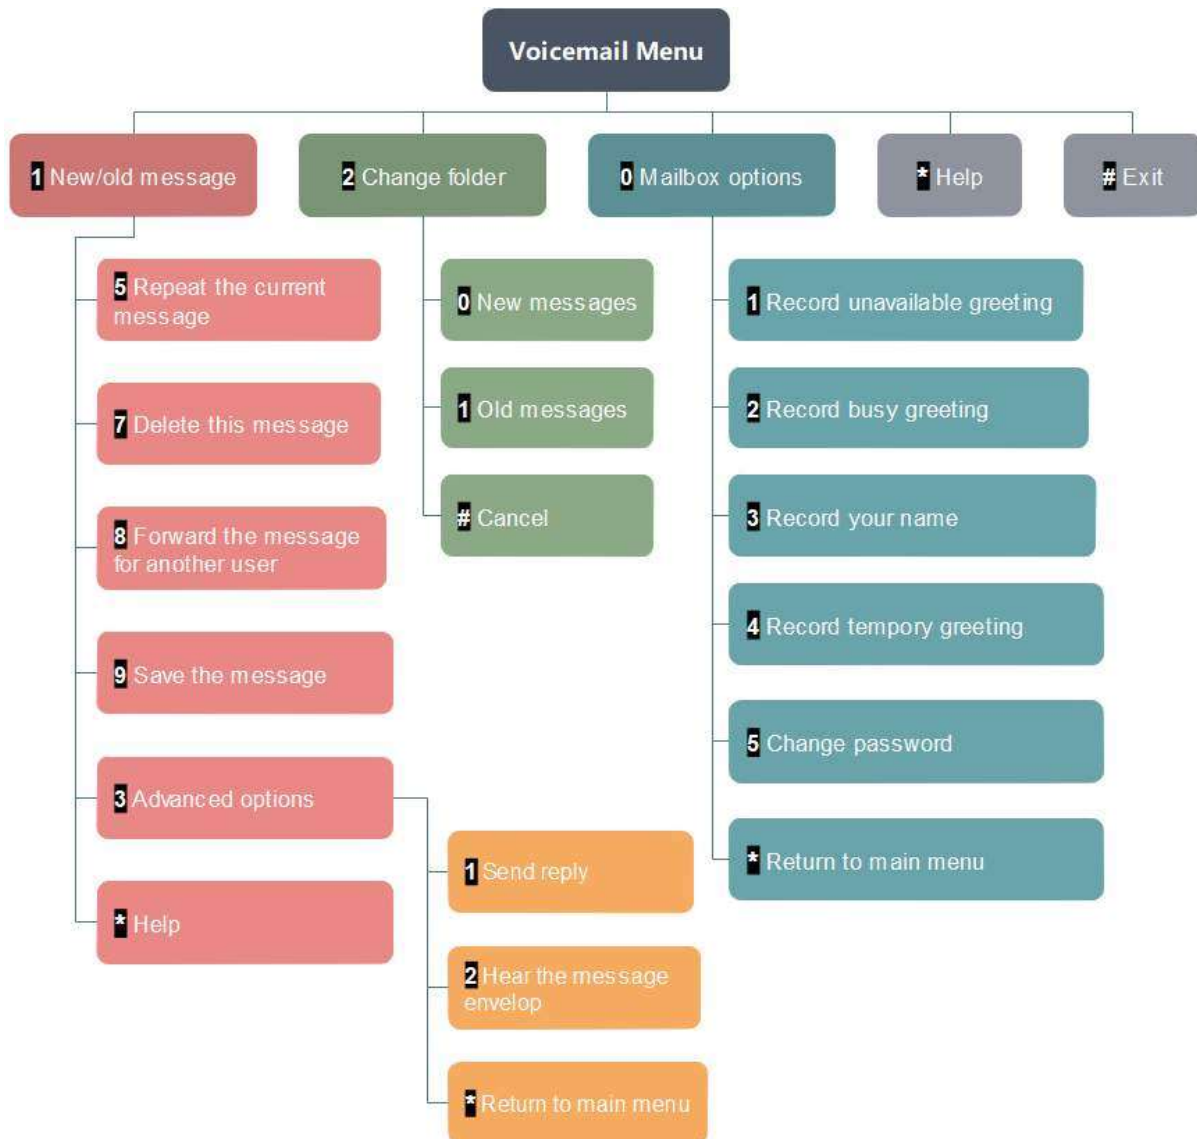 Voicemail Menu
1 New/old message
2 Change folder
0 Mailbox options
* Help
# Exit
5 Repeat the current
message
7 Delete this message
8 Forward the message
for another user
9 Save the message
3 Advanced options
* Help
1 Send reply
2 Hear the message
envelop
* Return to main menu
0 New messages
1 Old messages
# Cancel
1 Record unavailable greeting
2 Record busy greeting
3 Record your name
4 Record tempory greeting
5 Change password
* Return to main menu